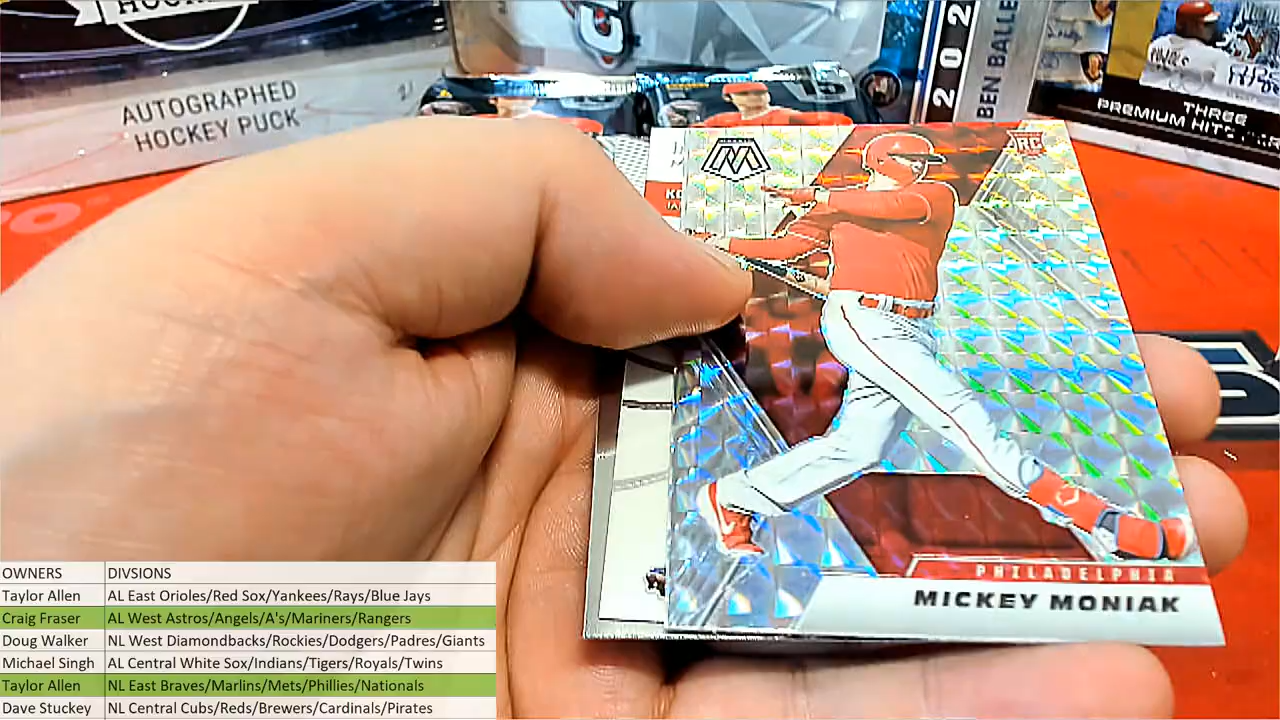 AUTOGRAPHED
HOCKEY PUCK
202
BEN BALLER
THREE
15
RC
PHILADELPHIA
MICKEY MONIAK
OWNERS DIVSIONS
Taylor Allen AL East Orioles/Red Sox/Yankees/Rays/Blue Jays
Craig Fraser AL West Astros/Angels/A's/Mariners/Rangers
Doug Walker NL West Diamondbacks/Rockies/Dodgers/Padres/Giants
Michael Singh AL Central White Sox/Indians/Tigers/Royals/Twins
Taylor Allen NL East Braves/Marlins/Mets/Phillies/Nationals
Dave Stuckey NL Central Cubs/Reds/Brewers/Cardinals/Pirates